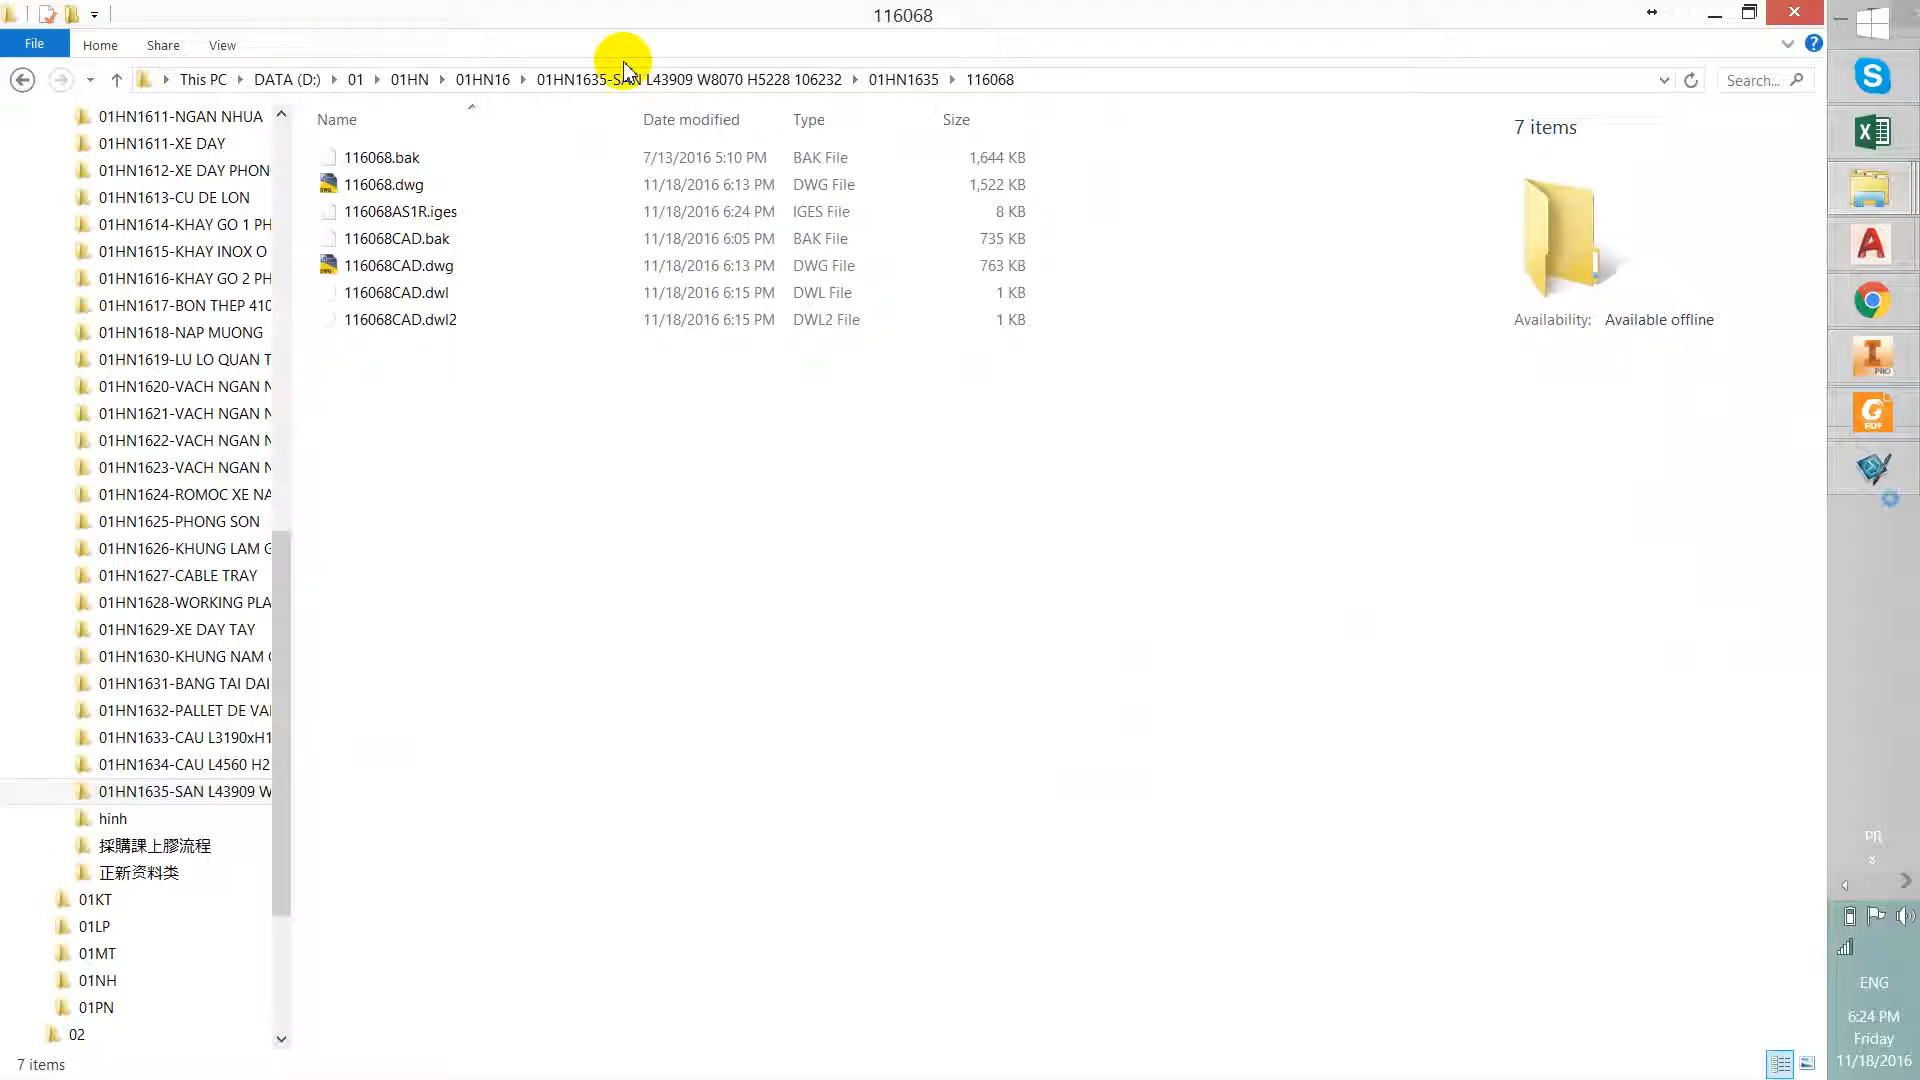 116068
File Home Share View
This PC DATA (D:) 01 01HN 01HN16 01HN1635-SAN L43909 W8070 H5228 106232 01HN1635 116068 Search...
Name Date modified Type Size
116068.bak 7/13/2016 5:10 PM BAK File 1,644 KB
116068.dwg 11/18/2016 6:13 PM DWG File 1,522 KB
116068AS1R.iges 11/18/2016 6:24 PM IGES File 8 KB
116068CAD.bak 11/18/2016 6:05 PM BAK File 735 KB
116068CAD.dwg 11/18/2016 6:13 PM DWG File 763 KB
116068CAD.dwl 11/18/2016 6:15 PM DWL File 1 KB
116068CAD.dwl2 11/18/2016 6:15 PM DWL2 File 1 KB
7 items
Availability: Available offline
01HN1611-NGAN NHUA
01HN1611-XE DAY
01HN1612-XE DAY PHON
01HN1613-CU DE LON
01HN1614-KHAY GO 1 PH
01HN1615-KHAY INOX O
01HN1616-KHAY GO 2 PH
01HN1617-BON THEP 410
01HN1618-NAP MUONG
01HN1619-LU LO QUAN T
01HN1620-VACH NGAN N
01HN1621-VACH NGAN N
01HN1622-VACH NGAN N
01HN1623-VACH NGAN N
01HN1624-ROMOC XE NA
01HN1625-PHONG SON
01HN1626-KHUNG LAM G
01HN1627-CABLE TRAY
01HN1628-WORKING PLA
01HN1629-XE DAY TAY
01HN1630-KHUNG NAM
01HN1631-BANG TAI DAI
01HN1632-PALLET DE VA
01HN1633-CAU L3190xH1
01HN1634-CAU L4560 H2
01HN1635-SAN L43909 W
hinh
採購課上膠流程
正新资料类
01KT
01LP
01MT
01NH
01PN
02
7 items
PRO
PDF
PR
ENG
6:24 PM
Friday
11/18/2016